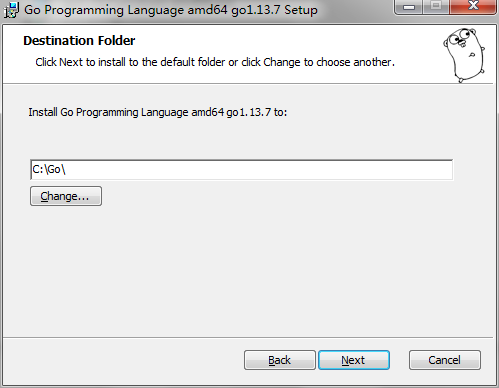 Go Programming Language amd64 go1.13.7 Setup
Destination Folder
Click Next to install to the default folder or click Change to choose another.
Install Go Programming Language amd64 go1.13.7 to:
C:\Go\
Change...
Back Next Cancel